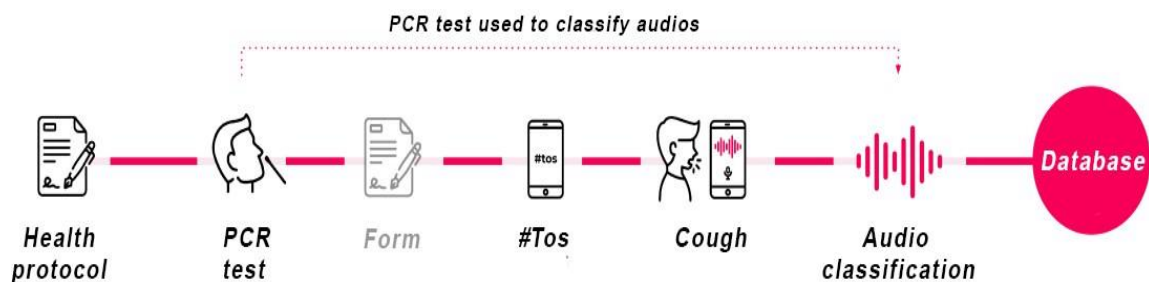 PCR test used to classify audios
#tos
Database
Health
protocol
PCR
test
Form
#Tos
Cough
Audio
classification